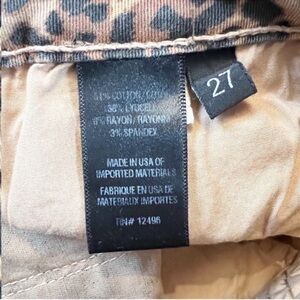 COTTON/
38% LYOCELL
RAYON/RAYONNE
3% SPANDEX
MADE IN USA OF
IMPORTED MATERIALS
FABRIQUE EN USA DE
MATERIAUX IMPORTES
RN# 12496
27